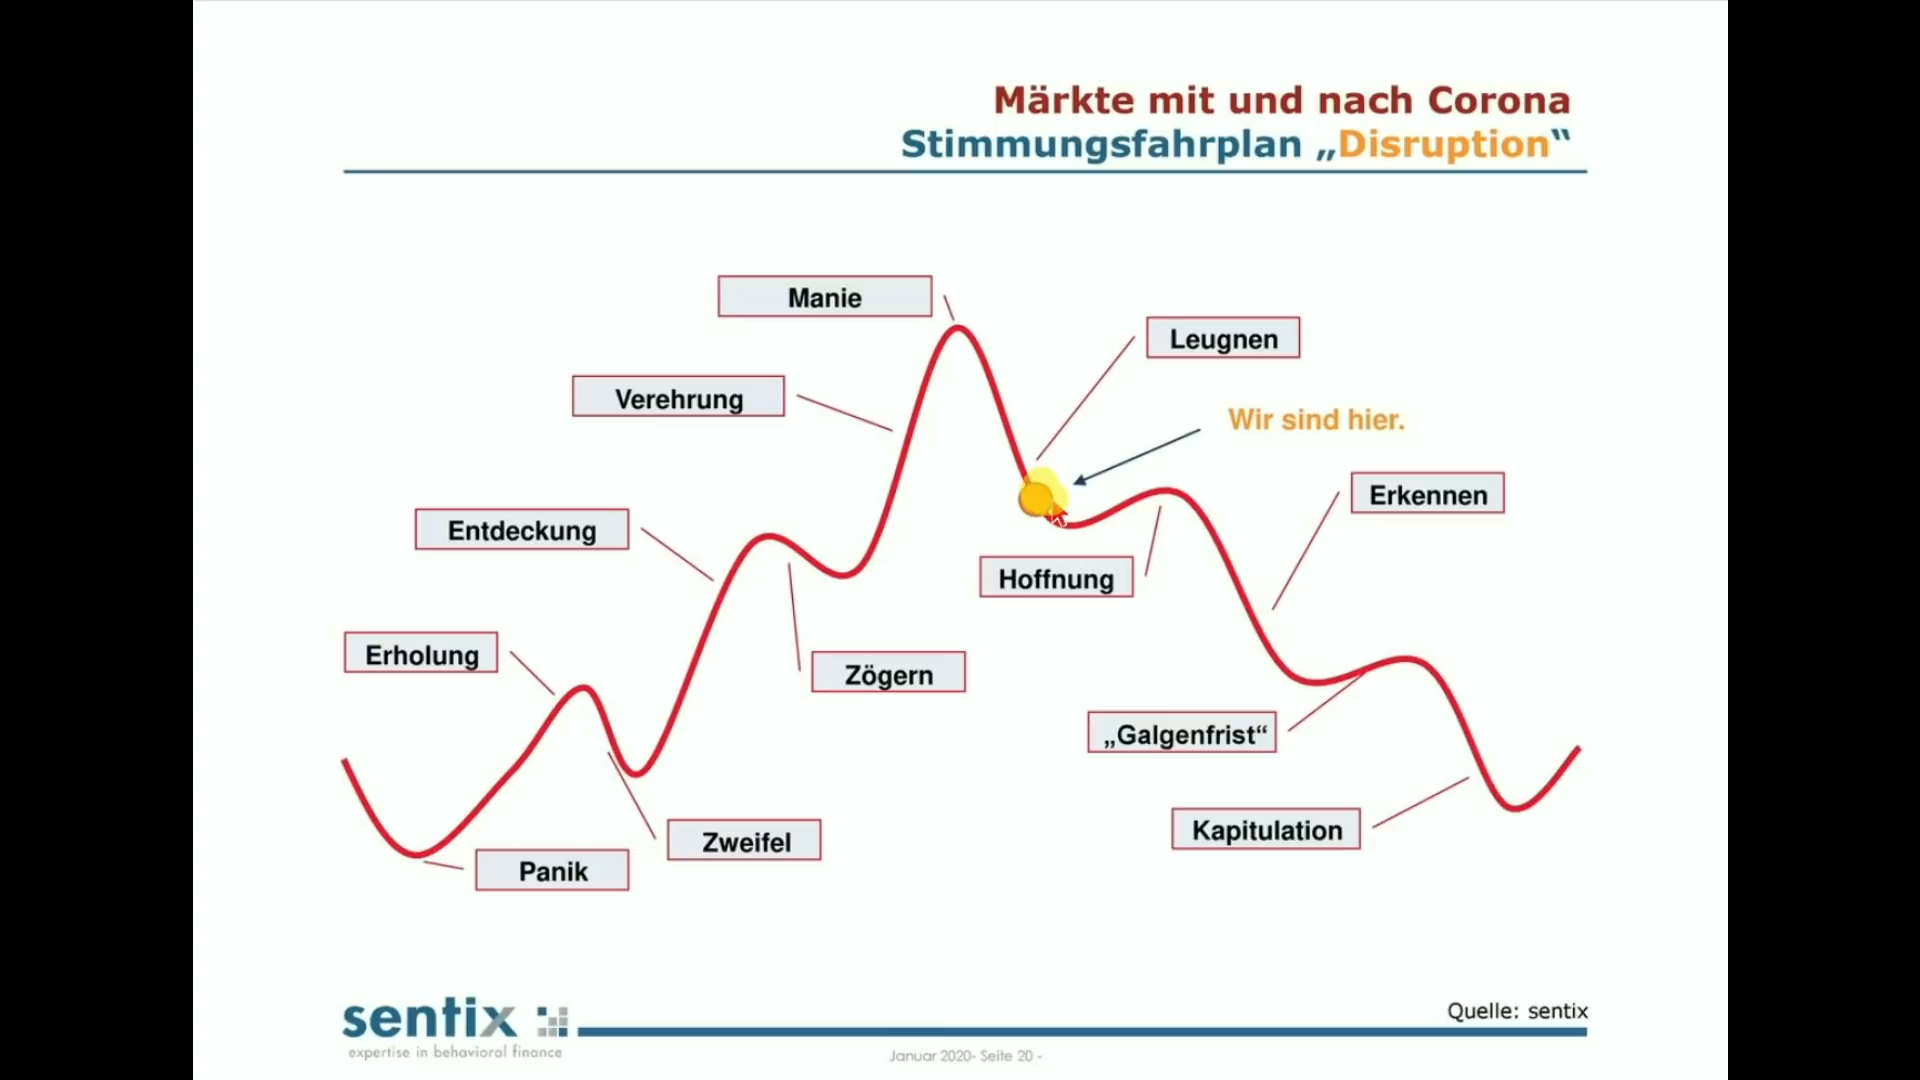 Märkte mit und nach Corona
Stimmungsfahrplan „Disruption“
Manie
Leugnen
Verehrung
Wir sind hier.
Erkennen
Entdeckung
Hoffnung
Erholung
Zögern
„Galgenfrist“
Zweifel
Kapitulation
Panik
sentix
expertise in behavioral finance
Quelle: sentix
Januar 2020- Seite 20 -